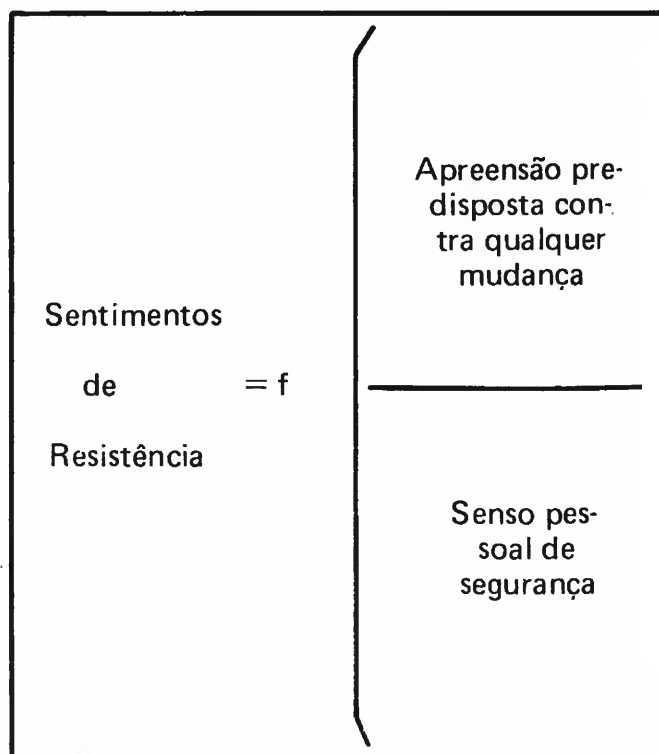 Sentimentos
de = f
Resistência
Apreensão pre-
disposta con-
tra qualquer
mudança
Senso pes-
soal de
segurança